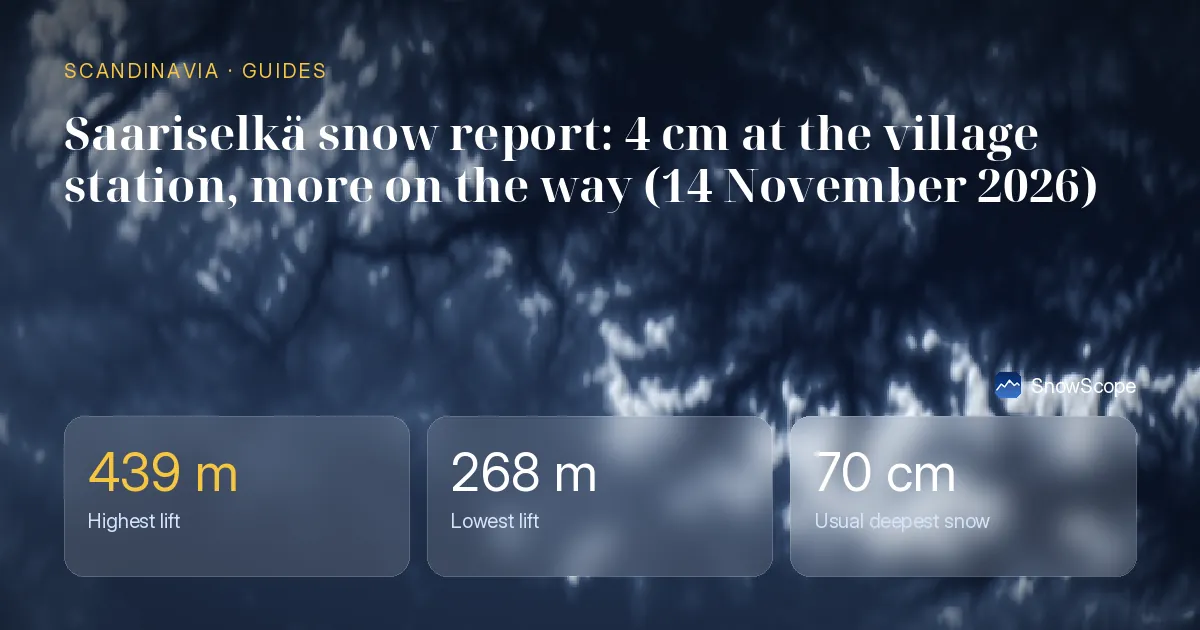 SCANDINAVIA · GUIDES
Saariselkä snow report: 4 cm at the village
station, more on the way (14 November 2026)
SnowScope
439 m
Highest lift
268 m
Lowest lift
70 cm
Usual deepest snow